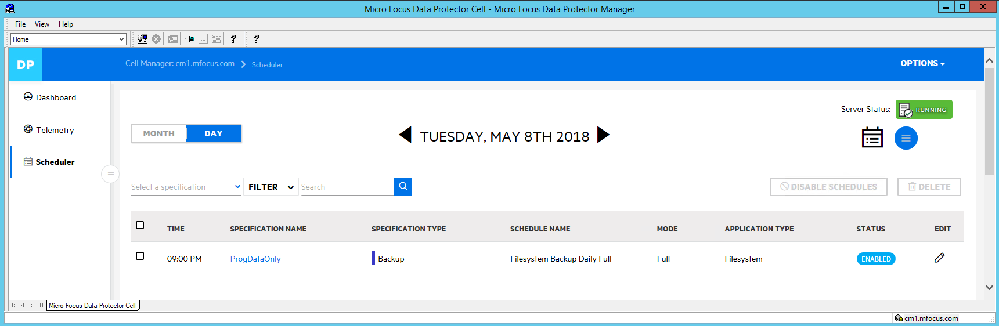 Micro Focus Data Protector Cell - Micro Focus Data Protector Manager
File View Help
Home
DP
Cell Manager: cm1.mfocus.com
Scheduler
OPTIONS
Dashboard
Telemetry
Scheduler
Server Status:
RUNNING
MONTH
DAY
TUESDAY, MAY 8TH 2018
Select a specification
FILTER
Search
DISABLE SCHEDULES
DELETE
TIME SPECIFICATION NAME SPECIFICATION TYPE SCHEDULE NAME MODE APPLICATION TYPE STATUS EDIT
09:00 PM ProgDataOnly Backup Filesystem Backup Daily Full Full Filesystem ENABLED
Micro Focus Data Protector Cell
cm1.mfocus.com